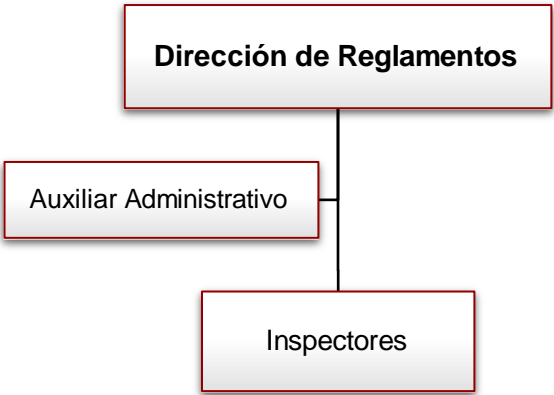 Dirección de Reglamentos
Auxiliar Administrativo
Inspectores